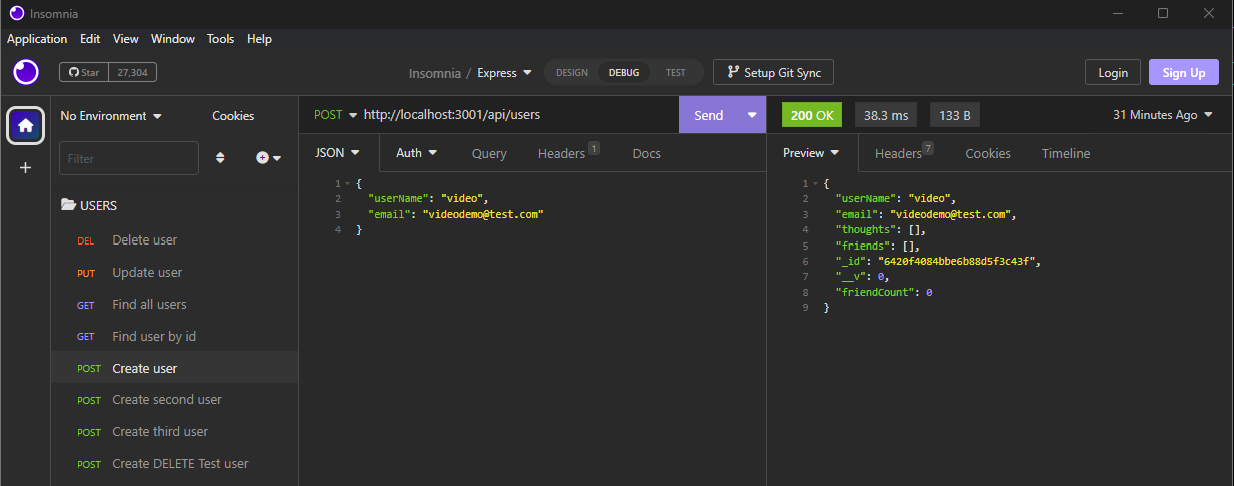 Insomnia
Application Edit View Window Tools Help
Star 27,304 Insomnia / Express DESIGN DEBUG TEST Setup Git Sync Login Sign Up
No Environment Cookies POST http://localhost:3001/api/users Send 200 OK 38.3 ms 133 B 31 Minutes Ago
Filter JSON Auth Query Headers 1 Docs Preview Headers 7 Cookies Timeline
USERS
DEL Delete user
PUT Update user
GET Find all users
GET Find user by id
POST Create user
POST Create second user
POST Create third user
POST Create DELETE Test user
1 {
2 "userName": "video",
3 "email": "videodemo@test.com"
4 }
1 {
2 "userName": "video",
3 "email": "videodemo@test.com",
4 "thoughts": [],
5 "friends": [],
6 "_id": "6420f4084bbe6b88d5f3c43f",
7 "__v": 0,
8 "friendCount": 0
9 }